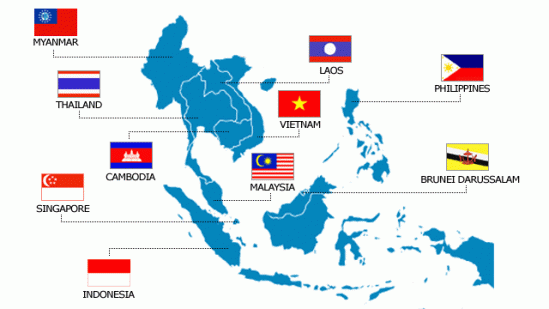 MYANMAR
LAOS
PHILIPPINES
THAILAND
VIETNAM
CAMBODIA
MALAYSIA
BRUNEI DARUSSALAM
SINGAPORE
INDONESIA